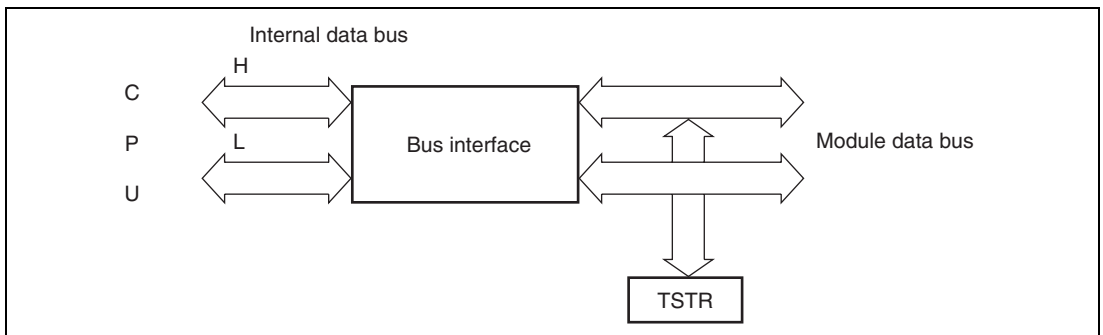 Internal data bus
H
C
P
U
L
Bus interface
Module data bus
TSTR